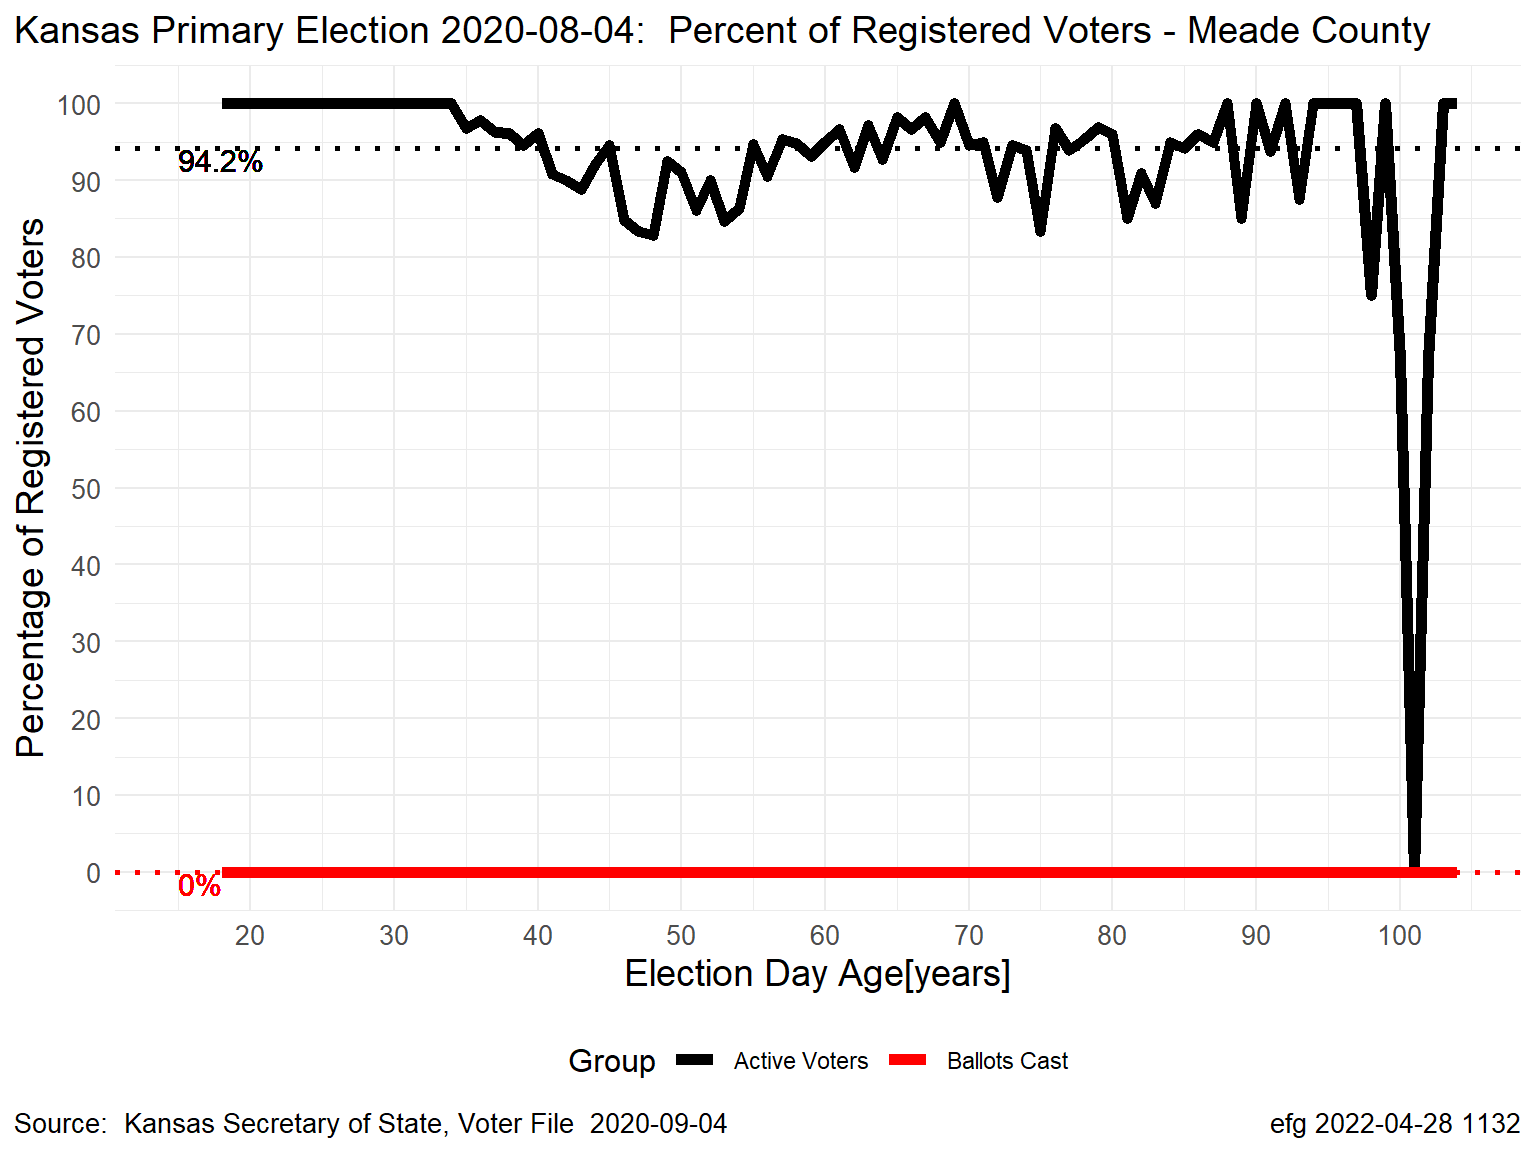 Kansas Primary Election 2020-08-04:  Percent of Registered Voters - Meade County
Percentage of Registered Voters
100
90
80
70
60
50
40
30
20
10
0
94.2%
0%
20 30 40 50 60 70 80 90 100
Election Day Age[years]
Group Active Voters Ballots Cast
Source:  Kansas Secretary of State, Voter File  2020-09-04 efg 2022-04-28 1132